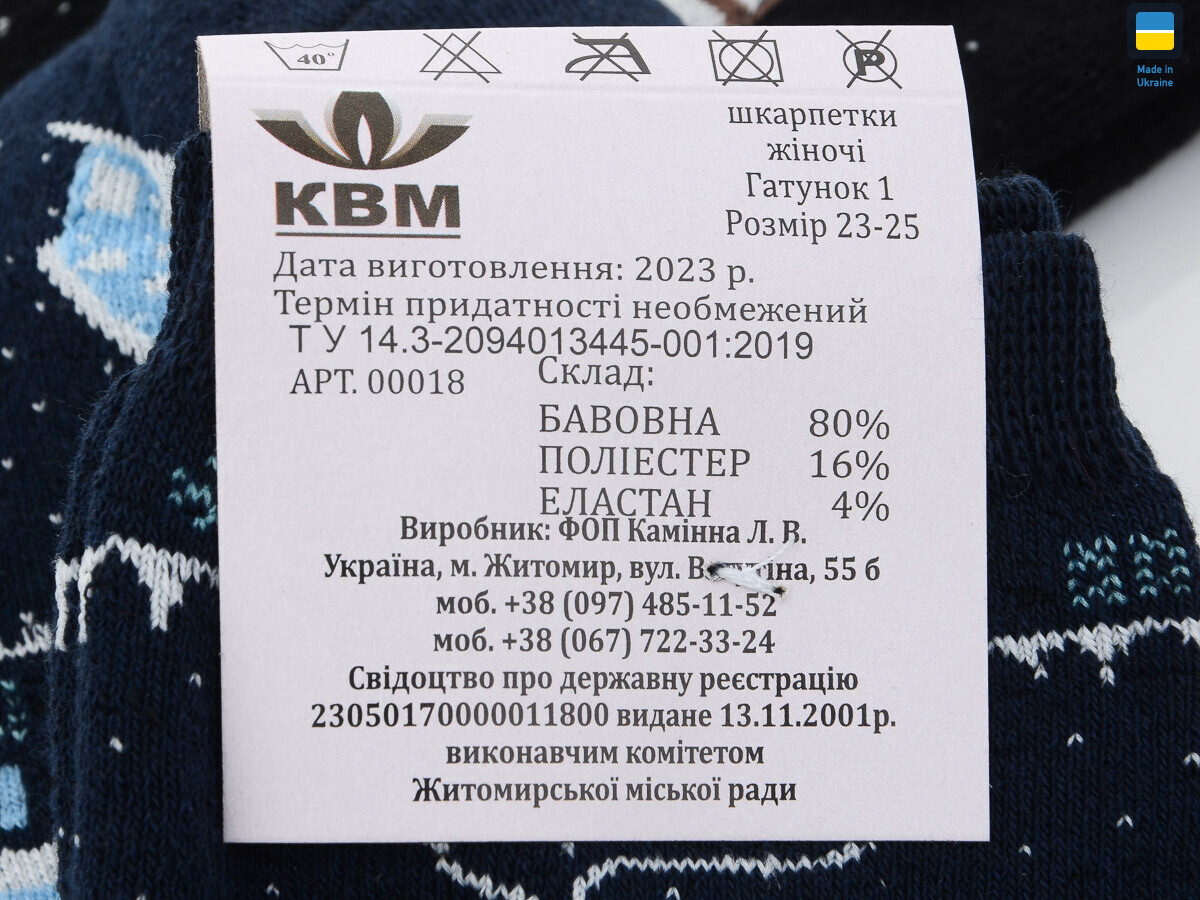 Made in
Ukraine
40°
P
КВМ
шкарпетки
жіночі
Гатунок 1
Розмір 23-25
Дата виготовлення: 2023 р.
Термін придатності необмежений
Т У 14.3-2094013445-001:2019
АРТ. 00018
Склад:
БАВОВНА 80%
ПОЛІЕСТЕР 16%
ЕЛАСТАН 4%
Виробник: ФОП Камінна Л. В.
Україна, м. Житомир, вул. 55 б
моб. +38 (097) 485-11-52
моб. +38 (067) 722-33-24
Свідоцтво про державну реєстрацію
23050170000011800 видане 13.11.2001р.
виконавчим комітетом
Житомирської міської ради